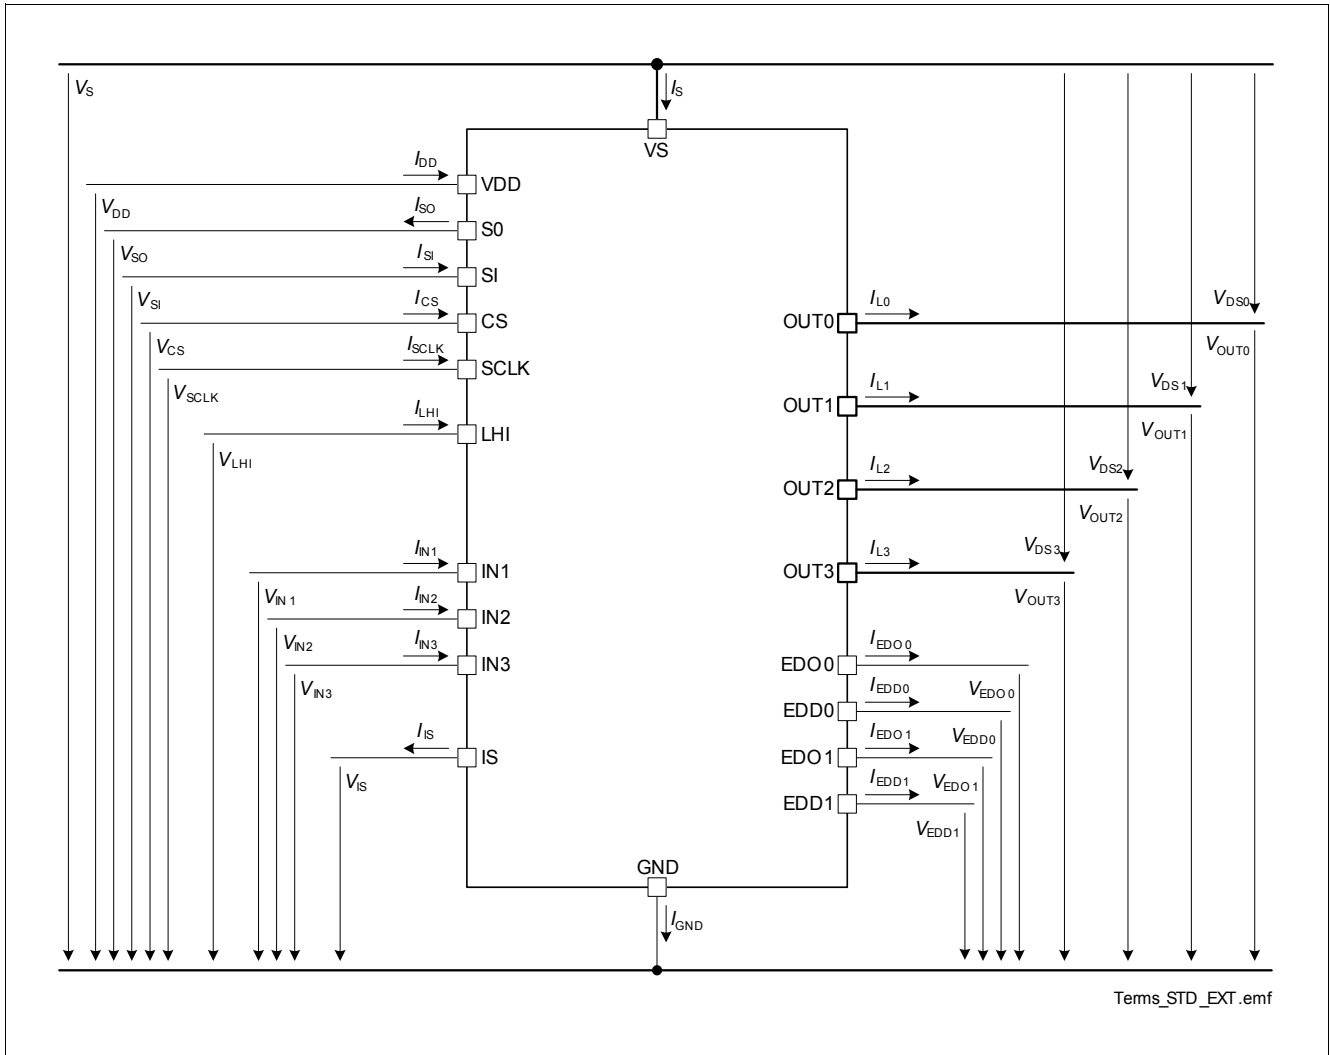 VS
IS
VS
IDD
VDD
VDD
ISO
S0
VSO
ISI
SI
VSI
ICS
CS
VCS
ISCLK
SCLK
VSCLK
ILHI
LHI
VLHI
IIN1
IN1
VIN1
IIN2
IN2
VIN2
IIN3
IN3
VIN3
IIS
IS
VIS
VDS0
IL0
OUT0
VOUT0
VDS1
IL1
OUT1
VOUT1
VDS2
IL2
OUT2
VOUT2
VDS3
IL3
OUT3
VOUT3
IEDO0
EDO0
VEDO0
IEDD0
EDD0
VEDD0
IEDO1
EDO1
VEDO1
IEDD1
EDD1
VEDD1
GND
IGND
Terms_STD_EXT.emf